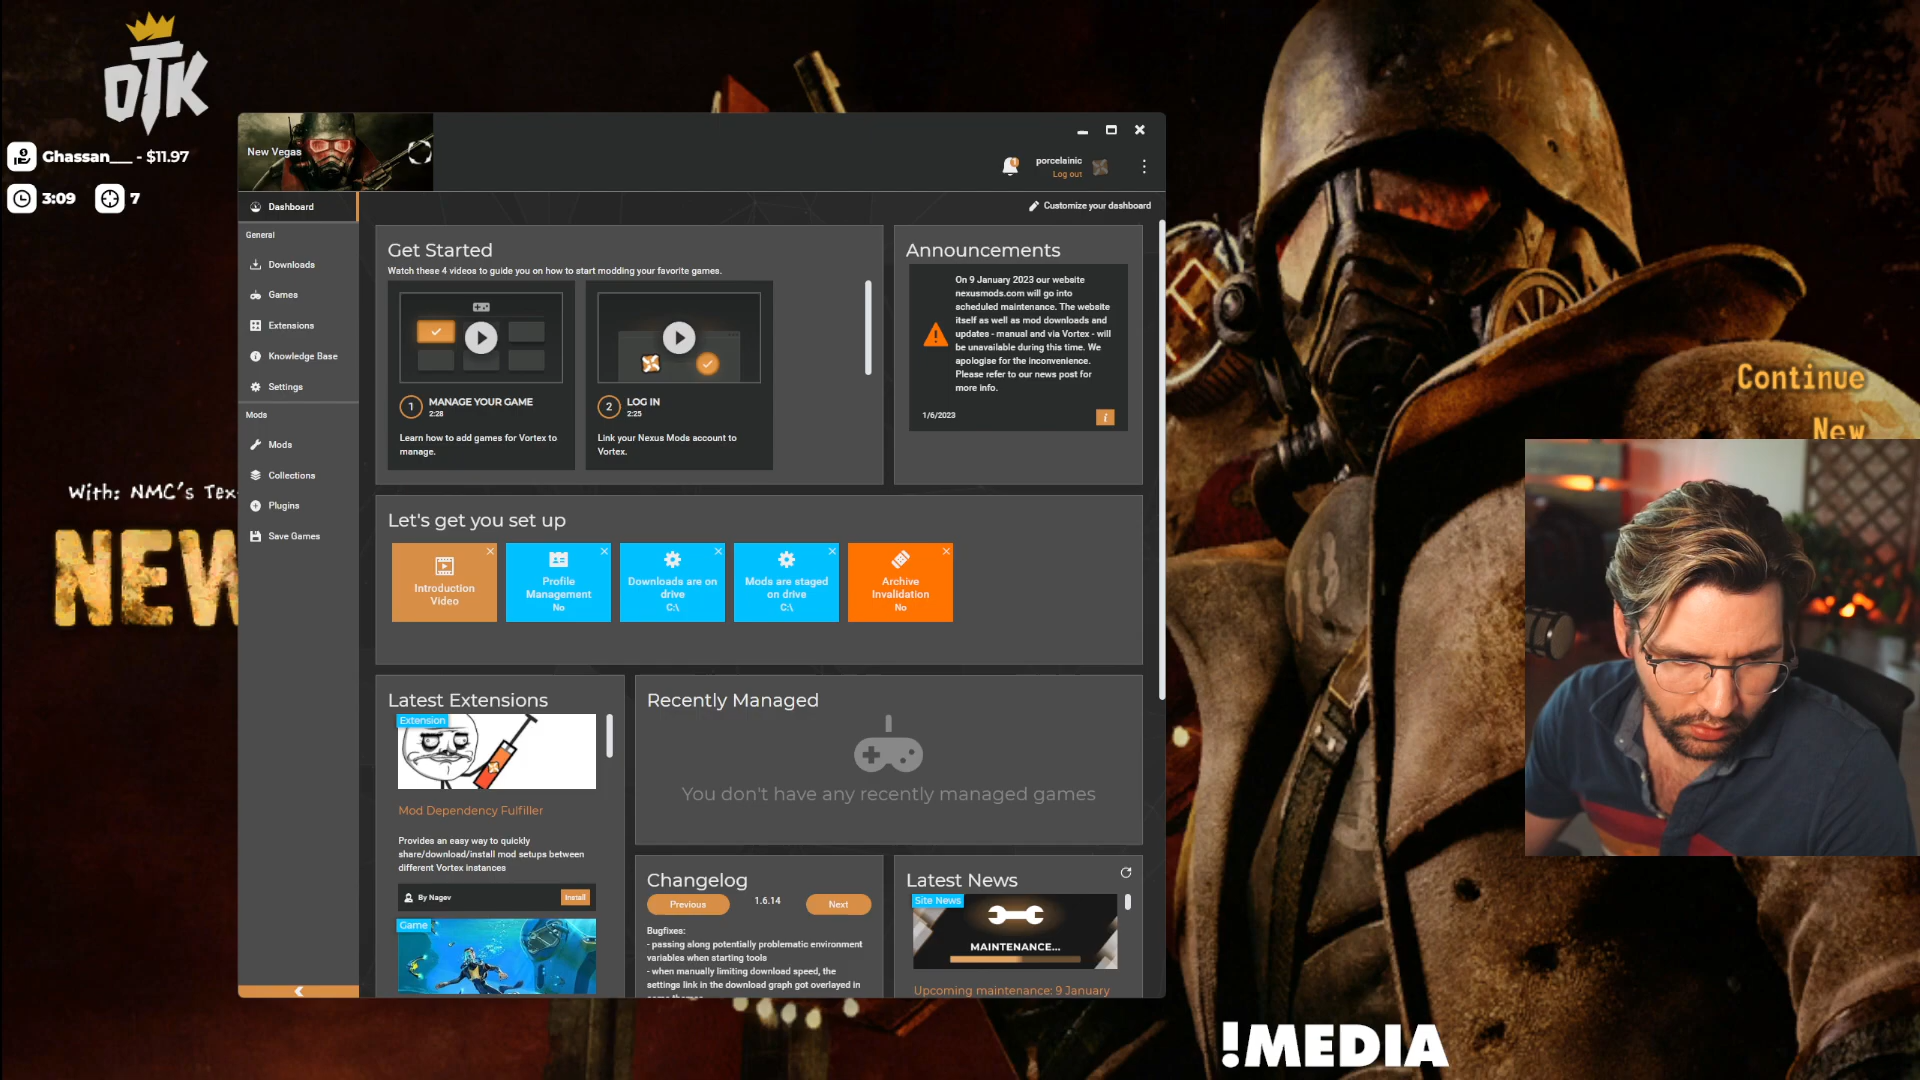 OTK
Ghassan___ - $11.97
3:09
7
With: NMC's Tex
NEW
Continue
New
!MEDIA
New Vegas
1
porcelainic
Log out
Dashboard
General
Downloads
Games
Extensions
Knowledge Base
Settings
Mods
Mods
Collections
Plugins
Save Games
Customize your dashboard
Get Started
Watch these 4 videos to guide you on how to start modding your favorite games.
1
MANAGE YOUR GAME
2:28
Learn how to add games for Vortex to
manage.
2
LOG IN
2:25
Link your Nexus Mods account to
Vortex.
Announcements
On 9 January 2023 our website
nexusmods.com will go into
scheduled maintenance. The website
itself as well as mod downloads and
updates - manual and via Vortex - will
be unavailable during this time. We
apologise for the inconvenience.
Please refer to our news post for
more info.
1/6/2023
i
Let's get you set up
Introduction
Video
Profile
Management
No
Downloads are on
drive
C:\
Mods are staged
on drive
C:\
Archive
Invalidation
No
Latest Extensions
Extension
Mod Dependency Fulfiller
Provides an easy way to quickly
share/download/install mod setups between
different Vortex instances
By Nagev
Install
Game
Recently Managed
You don't have any recently managed games
Changelog
Previous
1.6.14
Next
Bugfixes:
- passing along potentially problematic environment
variables when starting tools
- when manually limiting download speed, the
settings link in the download graph got overlayed in
Latest News
Site News
MAINTENANCE...
Upcoming maintenance: 9 January